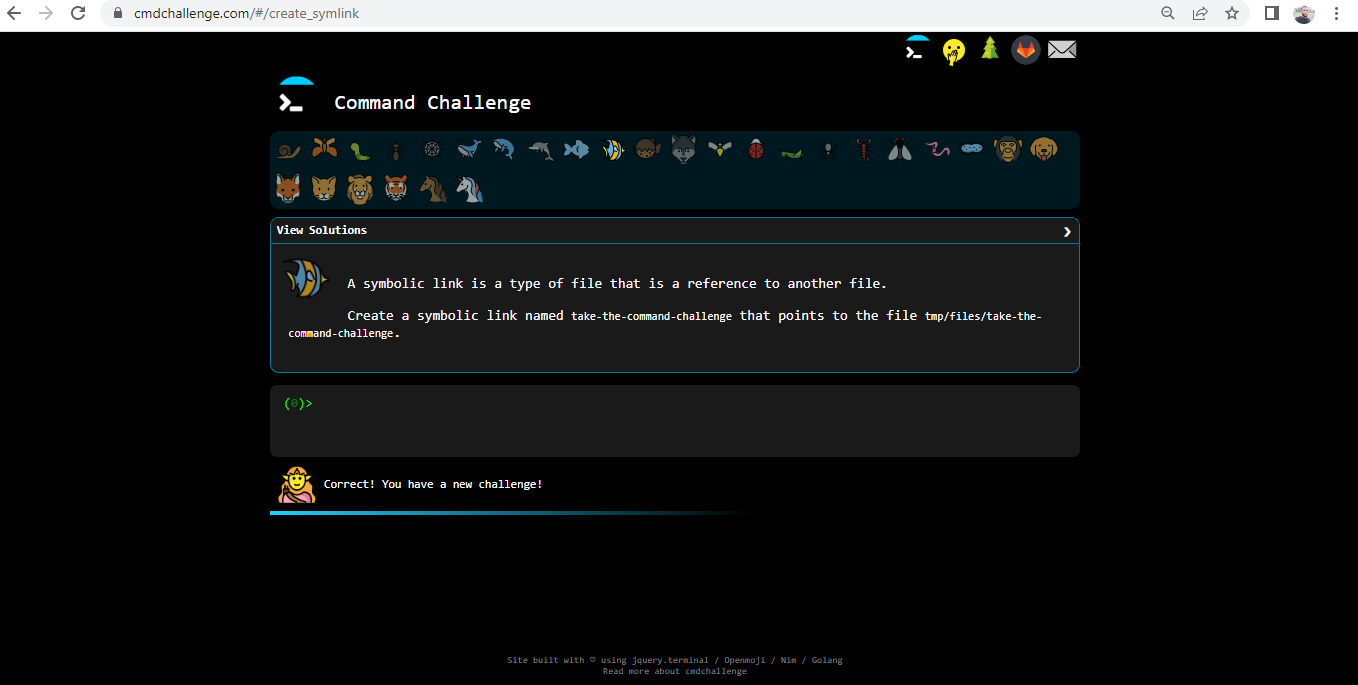 cmdchallenge.com/#/create_symlink
Command Challenge
View Solutions
A symbolic link is a type of file that is a reference to another file.
Create a symbolic link named take-the-command-challenge that points to the file tmp/files/take-the-
command-challenge.
(0)>
Correct! You have a new challenge!
Site built with ♡ using jquery.terminal / Openmoji / Nim / Golang
Read more about cmdchallenge